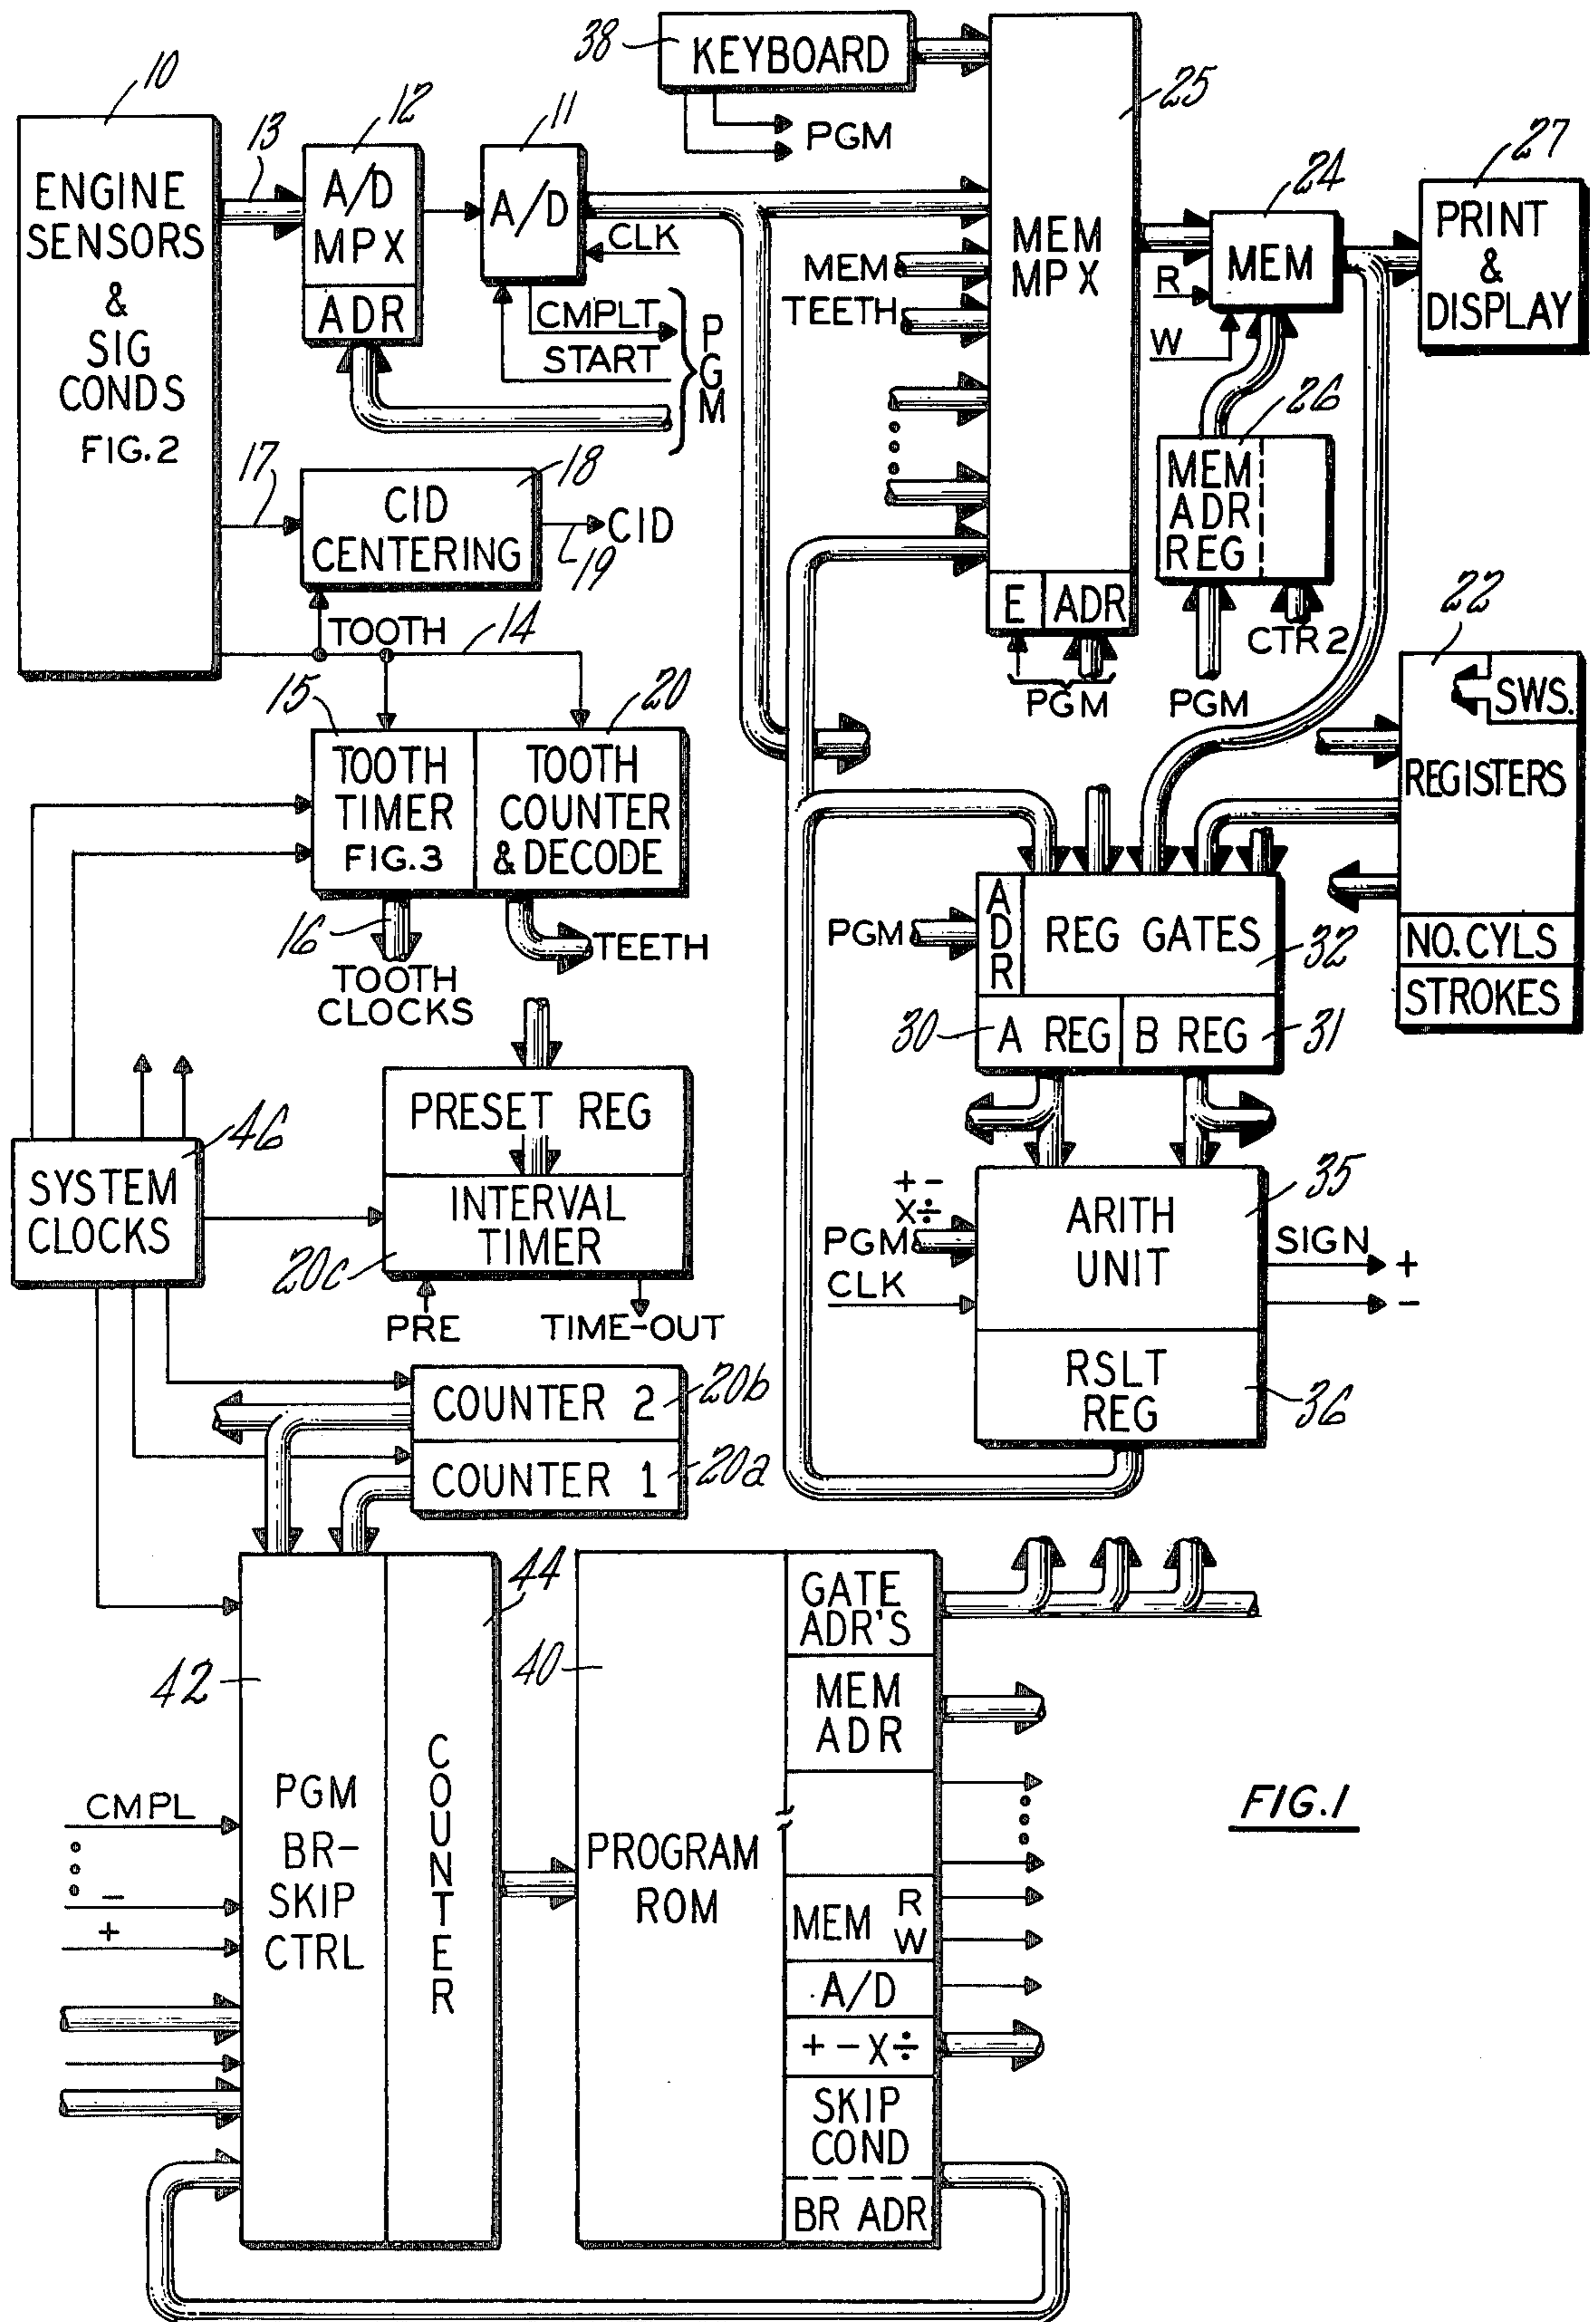 38
KEYBOARD
PGM
10
ENGINE
SENSORS
&
SIG
CONDS
FIG.2
13
12
A/D
MPX
ADR
11
A/D
CLK
CMPLT
START
PGM
25
MEM
MPX
MEM
TEETH
E
ADR
PGM
24
MEM
R
W
27
PRINT
&
DISPLAY
26
MEM
ADR
REG
CTR 2
PGM
17
18
CID
CENTERING
CID
19
TOOTH
14
15
TOOTH
TIMER
FIG.3
20
TOOTH
COUNTER
& DECODE
16
TOOTH
CLOCKS
TEETH
22
SWS.
REGISTERS
NO. CYLS
STROKES
PGM
ADR
REG GATES
32
30
A REG
B REG
31
PRESET REG
INTERVAL
TIMER
20c
PRE
TIME-OUT
46
SYSTEM
CLOCKS
+ -
X ÷
PGM
CLK
ARITH
UNIT
35
SIGN
+
-
RSLT
REG
36
COUNTER 2
20b
COUNTER 1
20a
42
44
CMPL
-
+
PGM
BR-
SKIP
CTRL
COUNTER
40
PROGRAM
ROM
GATE
ADR'S
MEM
ADR
MEM
R
W
A/D
+ - X ÷
SKIP
COND
BR ADR
FIG.1